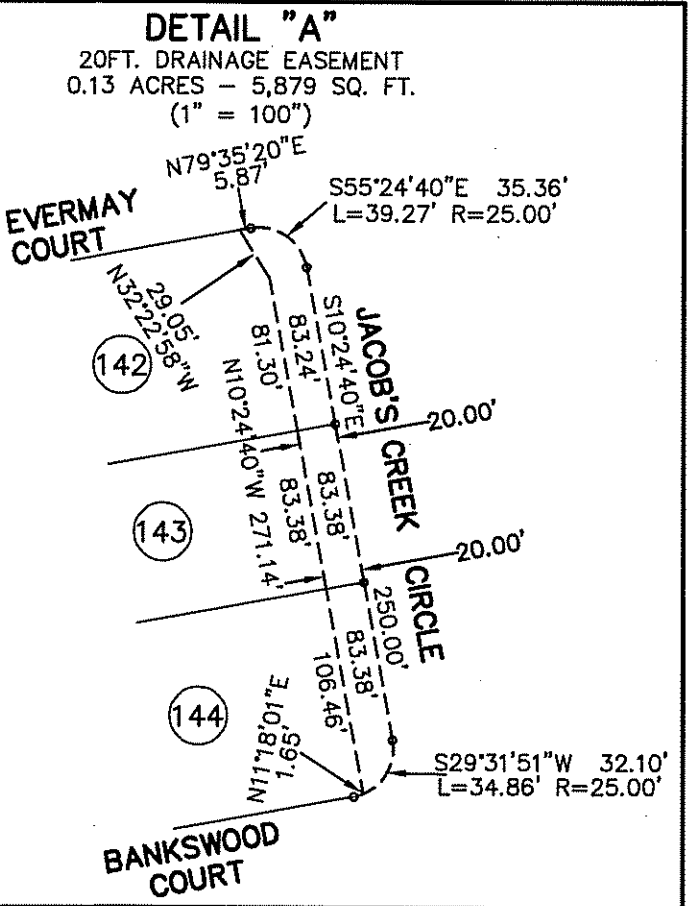 DETAIL "A"
20FT. DRAINAGE EASEMENT
0.13 ACRES – 5,879 SQ. FT.
(1" = 100")
N79°35'20"E
5.87'
S55°24'40"E 35.36'
L=39.27' R=25.00'
EVERMAY
COURT
29.05'
N32°22'58"W
142
81.30'
83.24'
S10°24'40"E
JACOB'S CREEK CIRCLE
20.00'
N10°24'40"W 271.14'
83.38'
83.38'
143
20.00'
250.00'
83.38'
106.46'
144
N11°18'01"E
1.65'
S29°31'51"W 32.10'
L=34.86' R=25.00'
BANKSWOOD
COURT